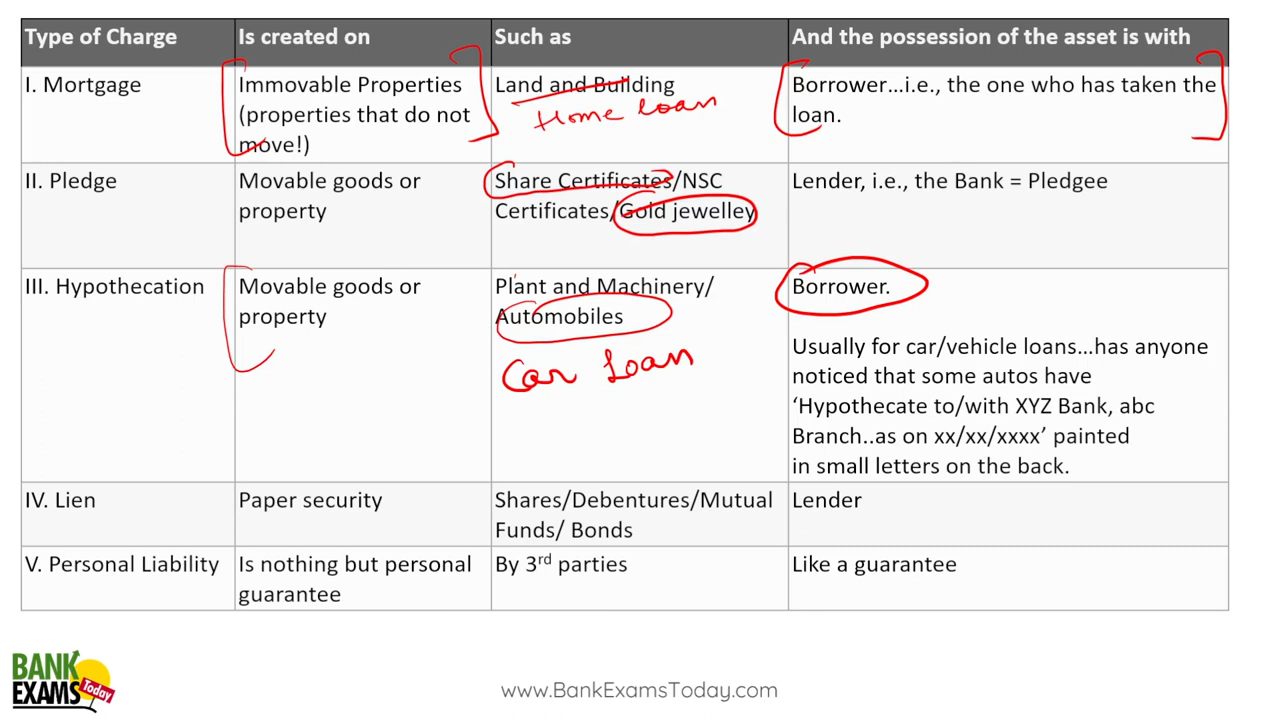 Type of Charge
Is created on
Such as
And the possession of the asset is with
I. Mortgage
Immovable Properties
(properties that do not
move!)
Land and Building
Home loan
Borrower...i.e., the one who has taken the
loan.
II. Pledge
Movable goods or
property
Share Certificates/NSC
Certificates/Gold jewelley
Lender, i.e., the Bank = Pledgee
III. Hypothecation
Movable goods or
property
Plant and Machinery/
Automobiles
Car Loan
Borrower.
Usually for car/vehicle loans...has anyone
noticed that some autos have
‘Hypothecate to/with XYZ Bank, abc
Branch..as on xx/xx/xxxx’ painted
in small letters on the back.
IV. Lien
Paper security
Shares/Debentures/Mutual
Funds/ Bonds
Lender
V. Personal Liability
Is nothing but personal
guarantee
By 3rd parties
Like a guarantee
BANK
EXAMS Today
www.BankExamsToday.com